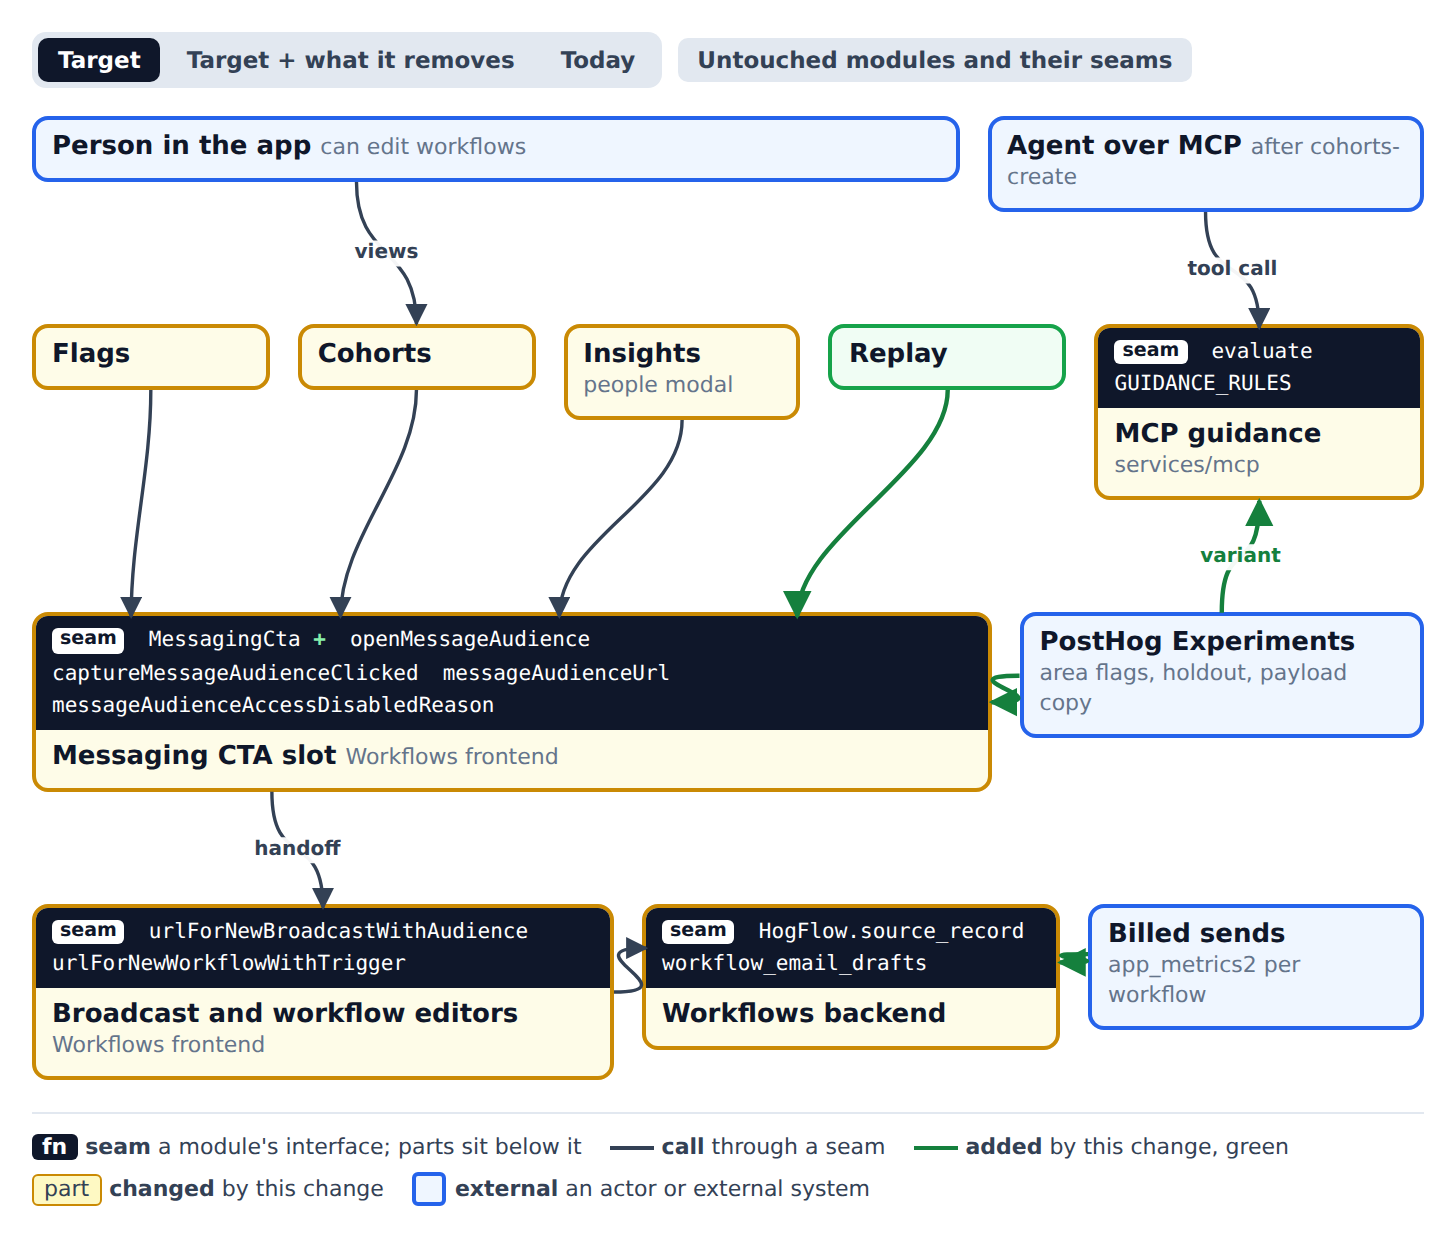 Target Target + what it removes Today Untouched modules and their seams
Person in the app can edit workflows
Agent over MCP after cohorts-
create
views
tool call
Flags
Cohorts
Insights
people modal
Replay
seam evaluate
GUIDANCE_RULES
MCP guidance
services/mcp
variant
seam MessagingCta + openMessageAudience
captureMessageAudienceClicked messageAudienceUrl
messageAudienceAccessDisabledReason
Messaging CTA slot Workflows frontend
PostHog Experiments
area flags, holdout, payload
copy
handoff
seam urlForNewBroadcastWithAudience
urlForNewWorkflowWithTrigger
Broadcast and workflow editors
Workflows frontend
seam HogFlow.source_record
workflow_email_drafts
Workflows backend
Billed sends
app_metrics2 per
workflow
fn seam a module's interface; parts sit below it call through a seam added by this change, green
part changed by this change external an actor or external system